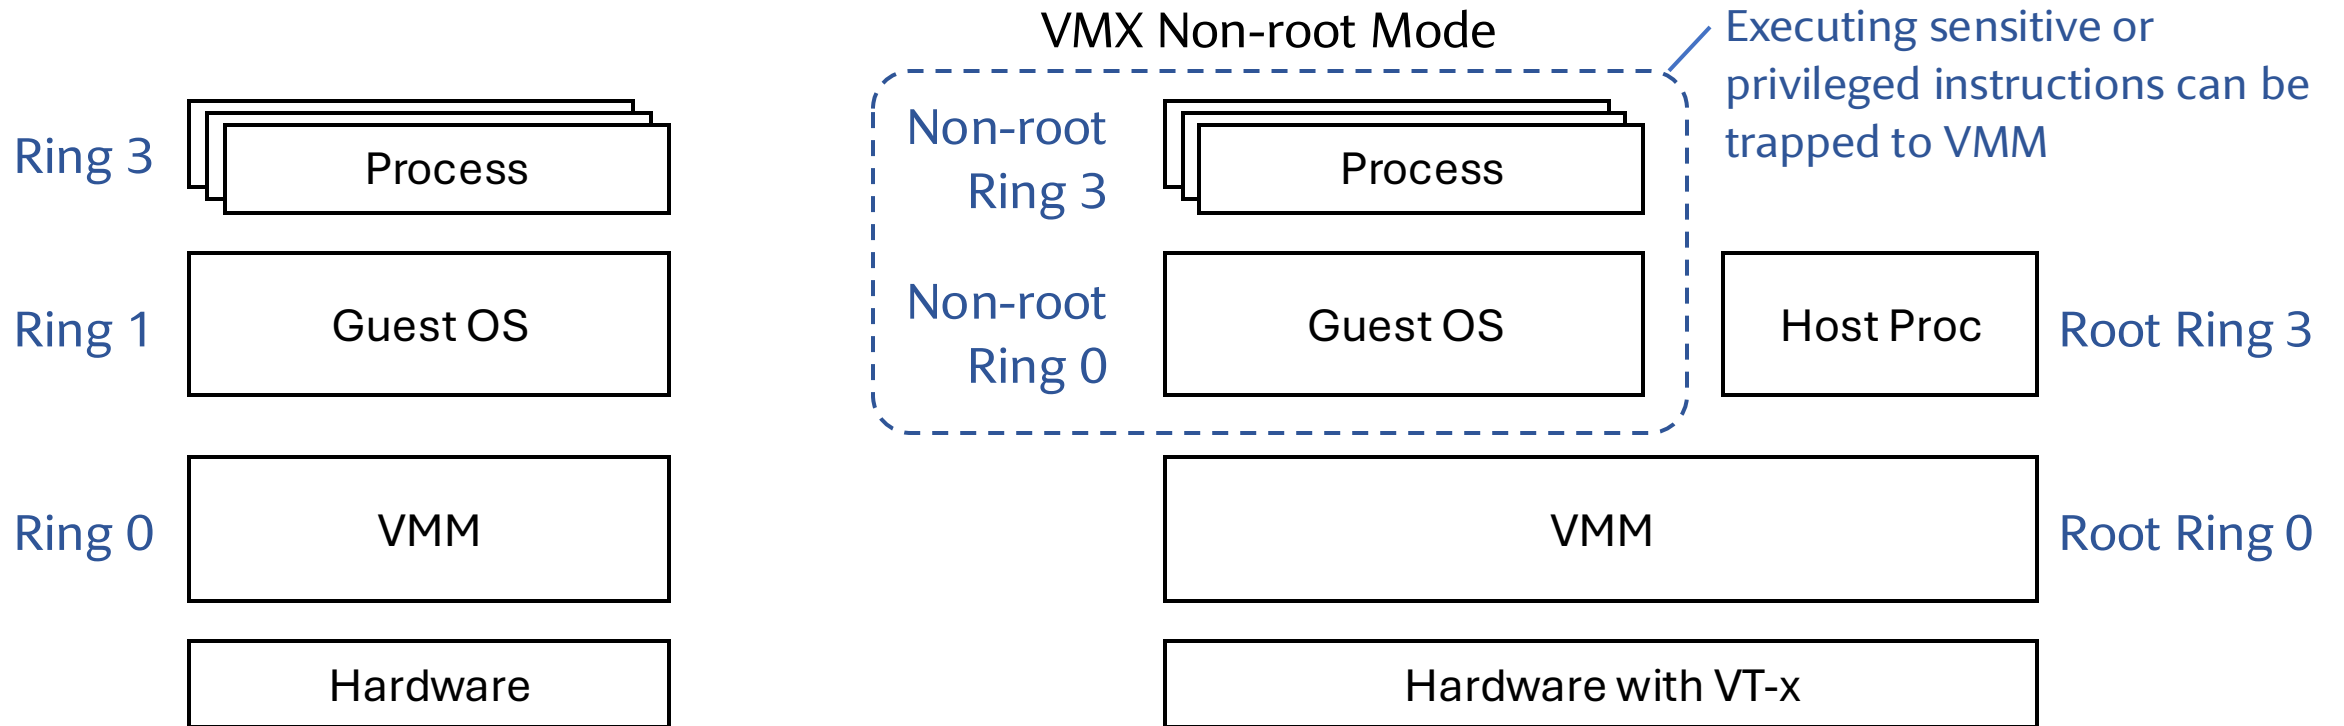 VMX Non-root Mode
Executing sensitive or
privileged instructions can be
trapped to VMM
Ring 3
Process
Non-root
Ring 3
Process
Ring 1
Guest OS
Non-root
Ring 0
Guest OS
Host Proc
Root Ring 3
Ring 0
VMM
VMM
Root Ring 0
Hardware
Hardware with VT-x